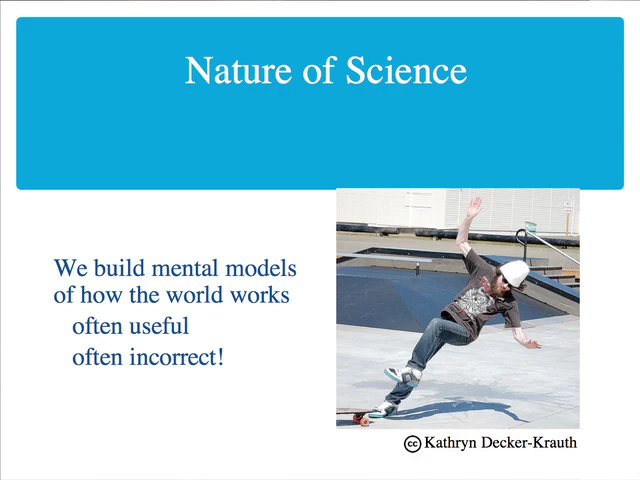 Nature of Science
We build mental models
of how the world works
often useful
often incorrect!
cc Kathryn Decker-Krauth